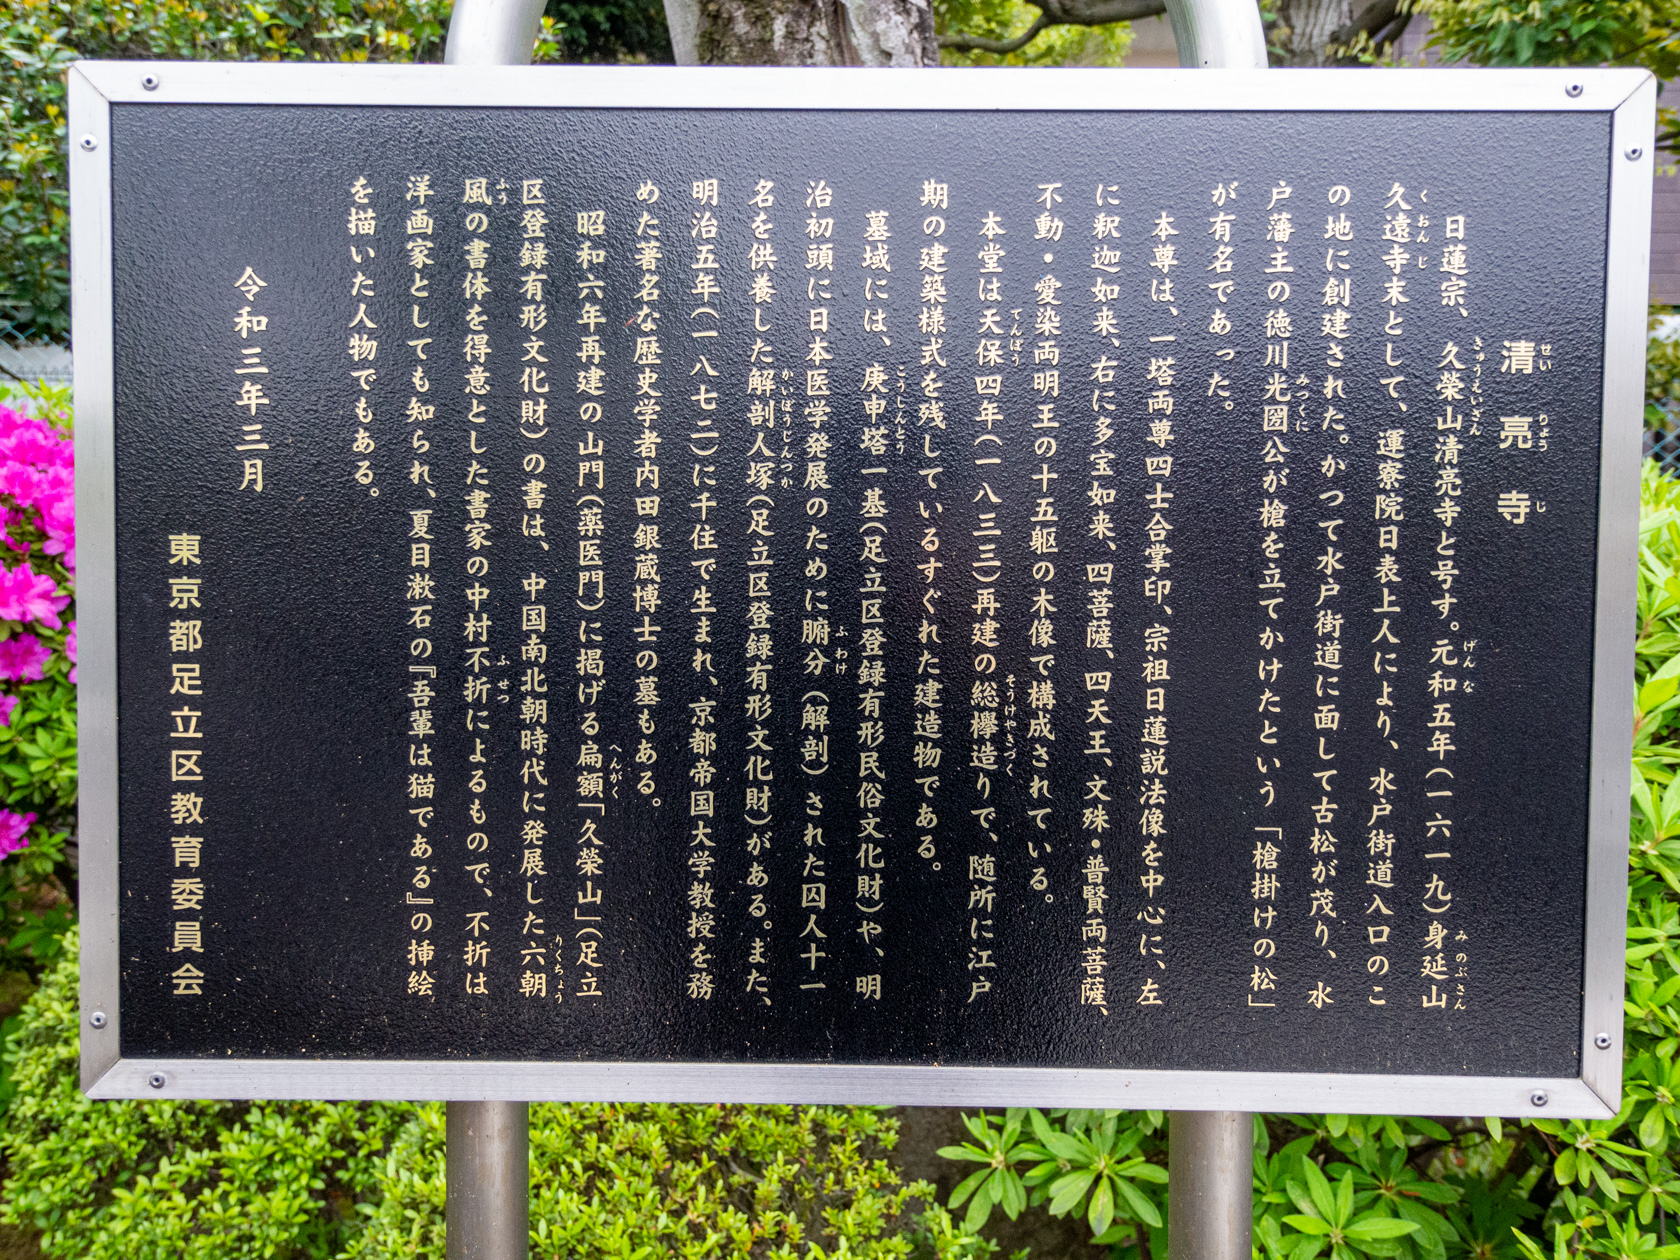 清亮寺
日蓮宗、久榮山清亮寺と号す。元和五年(一六一九)身延山
久遠寺末として、運察院日表上人により、水戸街道入口のこ
の地に創建された。かつて水戸街道に面して古松が茂り、水
戸藩王の徳川光圀公が槍を立てかけたという「槍掛けの松」
が有名であった。
本尊は、一塔両尊四士合掌印、宗祖日蓮説法像を中心に、左
に釈迦如来、右に多宝如来、四菩薩、四天王、文殊・普賢両菩薩、
不動・愛染両明王の十五躯の木像で構成されている。
本堂は天保四年(一八三三)再建の総欅造りで、随所に江戸
期の建築様式を残しているすぐれた建造物である。
墓域には、庚申塔一基(足立区登録有形民俗文化財)や、明
治初頭に日本医学発展のために腑分(解剖)された囚人十一
名を供養した解剖人塚(足立区登録有形文化財)がある。また、
明治五年(一八七二)に千住で生まれ、京都帝国大学教授を務
めた著名な歴史学者内田銀蔵博士の墓もある。
昭和六年再建の山門(薬医門)に掲げる扁額「久榮山」(足立
区登録有形文化財)の書は、中国南北朝時代に発展した六朝
風の書体を得意とした書家の中村不折によるもので、不折は
洋画家としても知られ、夏目漱石の『吾輩は猫である』の挿絵
を描いた人物でもある。
令和三年三月
東京都足立区教育委員会